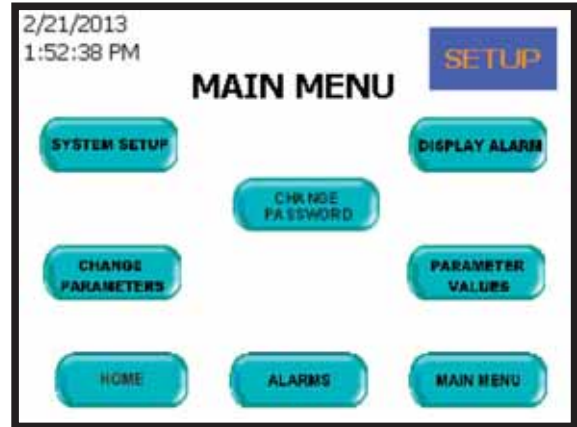 2/21/2013
1:52:38 PM
SETUP
MAIN MENU
SYSTEM SETUP
DISPLAY ALARM
CHANGE
PASSWORD
CHANGE
PARAMETERS
PARAMETER
VALUES
HOME
ALARMS
MAIN MENU